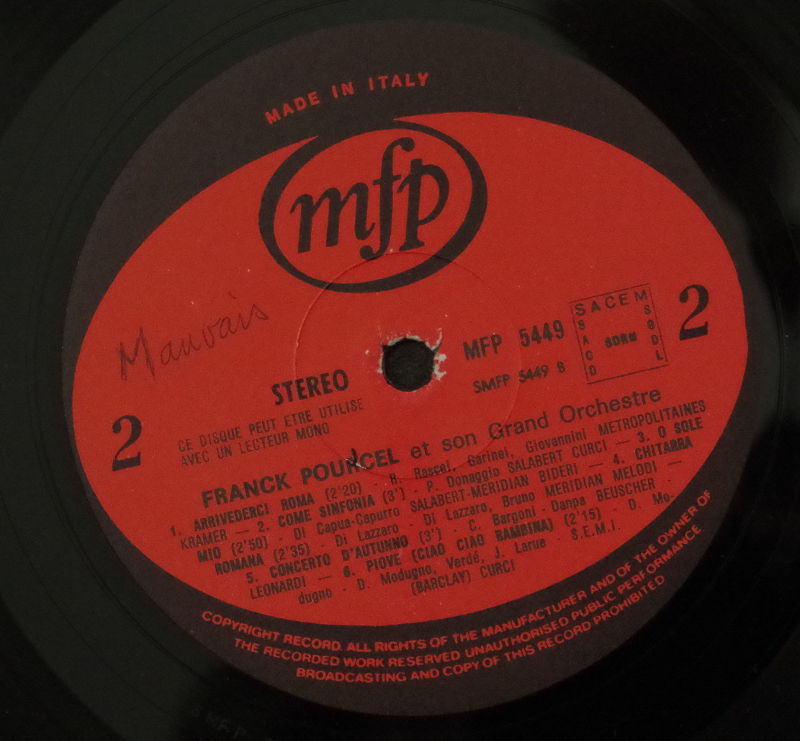 MADE IN ITALY
mfp
Mauvais
MFP 5449
SMFP 5449 B
SACEM
SACD
SDRM
SGDL
2
STEREO
2
CE DISQUE PEUT ETRE UTILISE
AVEC UN LECTEUR MONO
FRANCK POURCEL et son Grand Orchestre
1. ARRIVEDERCI ROMA (2'20) - R. Rascel, Garinei, Giovannini METROPOLITAINES
KRAMER — 2. COME SINFONIA (3') - P. Donaggio SALABERT CURCI — 3. O SOLE
MIO (2'50) - Di Capua-Capurro SALABERT-MERIDIAN BIDERI — 4. CHITARRA
ROMANA (2'35) - Di Lazzaro - Di Lazzaro, Bruno MERIDIAN MELODI —
5. CONCERTO D'AUTUNNO (3') - C. Bargoni - Danpa BEUSCHER -
LEONARDI — 6. PIOVE (CIAO CIAO BAMBINA) (2'15) - D. Mo-
dugno - D. Modugno, Verdé, J. Larue S.E.M.I.
(BARCLAY) CURCI
COPYRIGHT RECORD. ALL RIGHTS OF THE MANUFACTURER AND OF THE OWNER OF
THE RECORDED WORK RESERVED UNAUTHORISED PUBLIC PERFORMANCE
BROADCASTING AND COPY OF THIS RECORD PROHIBITED